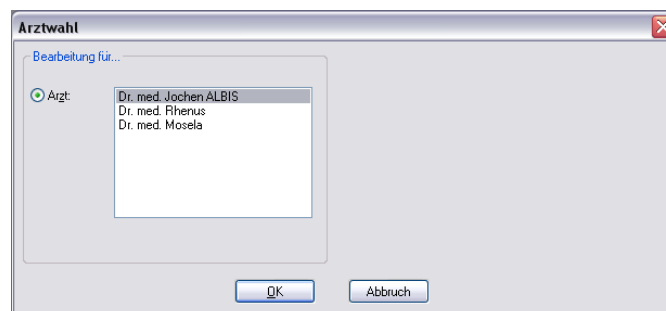 Arztwahl
Bearbeitung für...
Arzt:
Dr. med. Jochen ALBIS
Dr. med. Rhenus
Dr. med. Mosela
OK
Abbruch